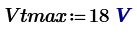 Vtmax := 18 V